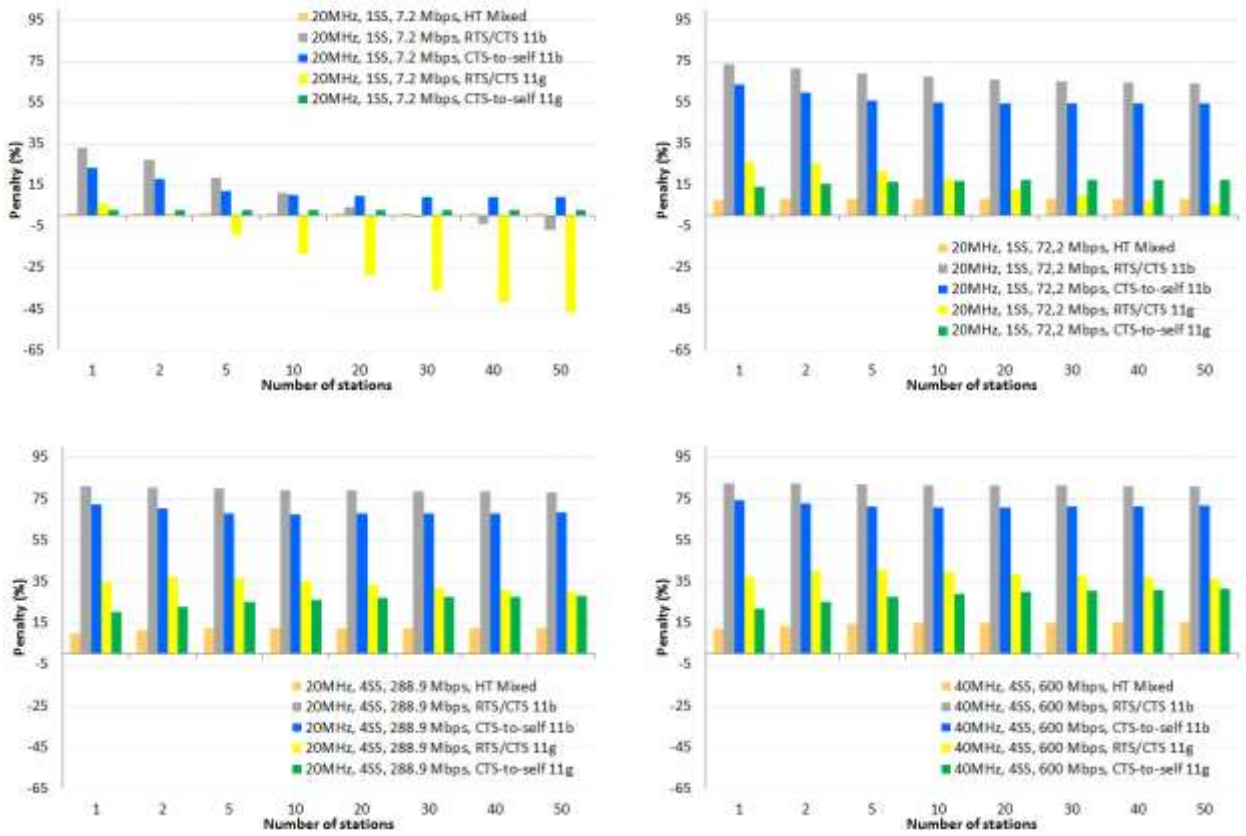 95
75
55
35
15
-5
-25
-45
-65
Penalty (%)
20MHz, 1SS, 7.2 Mbps, HT Mixed
20MHz, 1SS, 7.2 Mbps, RTS/CTS 11b
20MHz, 1SS, 7.2 Mbps, CTS-to-self 11b
20MHz, 1SS, 7.2 Mbps, RTS/CTS 11g
20MHz, 1SS, 7.2 Mbps, CTS-to-self 11g
1 2 5 10 20 30 40 50
Number of stations
95
75
55
35
15
-5
-25
-45
-65
Penalty (%)
20MHz, 1SS, 72,2 Mbps, HT Mixed
20MHz, 1SS, 72,2 Mbps, RTS/CTS 11b
20MHz, 1SS, 72,2 Mbps, CTS-to-self 11b
20MHz, 1SS, 72,2 Mbps, RTS/CTS 11g
20MHz, 1SS, 72,2 Mbps, CTS-to-self 11g
1 2 5 10 20 30 40 50
Number of stations
95
75
55
35
15
-5
-25
-45
-65
Penalty (%)
20MHz, 4SS, 288.9 Mbps, HT Mixed
20MHz, 4SS, 288.9 Mbps, RTS/CTS 11b
20MHz, 4SS, 288.9 Mbps, CTS-to-self 11b
20MHz, 4SS, 288.9 Mbps, RTS/CTS 11g
20MHz, 4SS, 288.9 Mbps, CTS-to-self 11g
1 2 5 10 20 30 40 50
Number of stations
95
75
55
35
15
-5
-25
-45
-65
Penalty (%)
40MHz, 4SS, 600 Mbps, HT Mixed
40MHz, 4SS, 600 Mbps, RTS/CTS 11b
40MHz, 4SS, 600 Mbps, CTS-to-self 11b
40MHz, 4SS, 600 Mbps, RTS/CTS 11g
40MHz, 4SS, 600 Mbps, CTS-to-self 11g
1 2 5 10 20 30 40 50
Number of stations